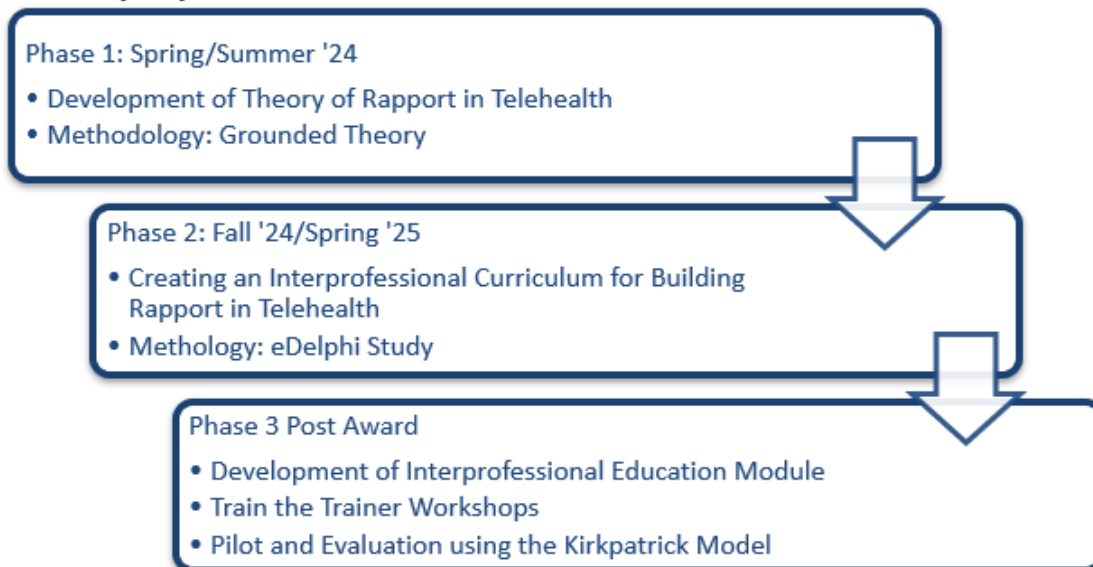 Phase 1: Spring/Summer '24
• Development of Theory of Rapport in Telehealth
• Methodology: Grounded Theory
Phase 2: Fall '24/Spring '25
• Creating an Interprofessional Curriculum for Building
Rapport in Telehealth
• Methology: eDelphi Study
Phase 3 Post Award
• Development of Interprofessional Education Module
• Train the Trainer Workshops
• Pilot and Evaluation using the Kirkpatrick Model